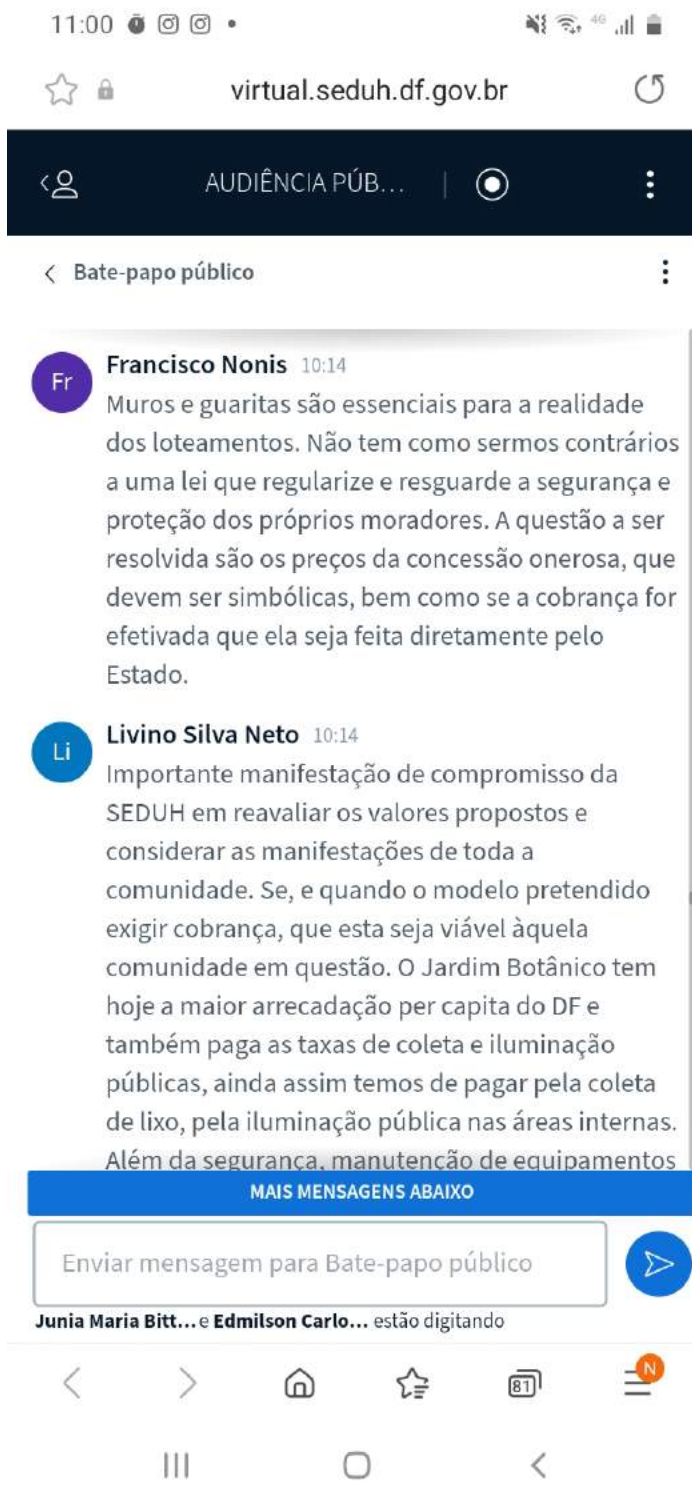 11:00
4G
virtual.seduh.df.gov.br
AUDIÊNCIA PÚB...
Bate-papo público
Fr
Francisco Nonis 10:14
Muros e guaritas são essenciais para a realidade
dos loteamentos. Não tem como sermos contrários
a uma lei que regularize e resguarde a segurança e
proteção dos próprios moradores. A questão a ser
resolvida são os preços da concessão onerosa, que
devem ser simbólicas, bem como se a cobrança for
efetivada que ela seja feita diretamente pelo
Estado.
Li
Livino Silva Neto 10:14
Importante manifestação de compromisso da
SEDUH em reavaliar os valores propostos e
considerar as manifestações de toda a
comunidade. Se, e quando o modelo pretendido
exigir cobrança, que esta seja viável àquela
comunidade em questão. O Jardim Botânico tem
hoje a maior arrecadação per capita do DF e
também paga as taxas de coleta e iluminação
públicas, ainda assim temos de pagar pela coleta
de lixo, pela iluminação pública nas áreas internas.
Além da segurança, manutenção de equipamentos
MAIS MENSAGENS ABAIXO
Enviar mensagem para Bate-papo público
Junia Maria Bitt... e Edmilson Carlo... estão digitando
81
N